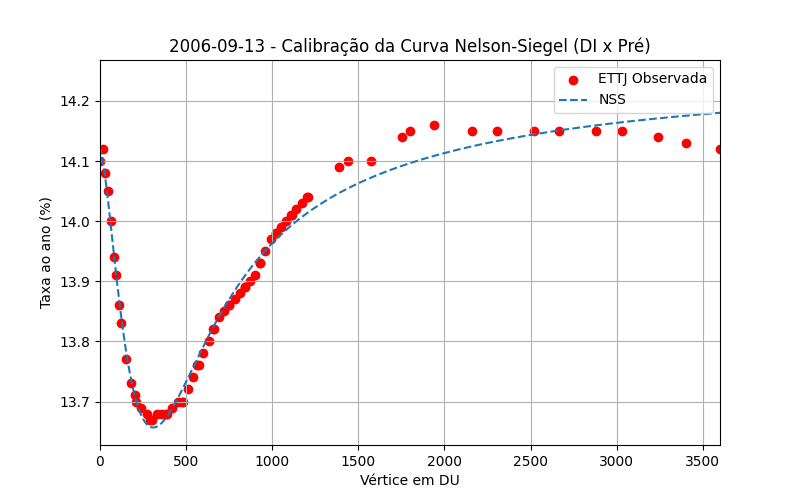 2006-09-13 - Calibração da Curva Nelson-Siegel (DI x Pré)
ETTJ Observada
NSS
Taxa ao ano (%)
14.2
14.1
14.0
13.9
13.8
13.7
0 500 1000 1500 2000 2500 3000 3500
Vértice em DU